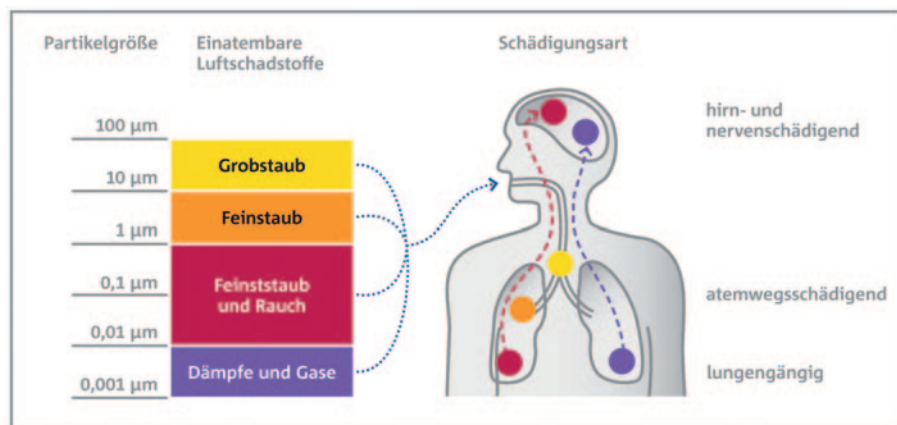 Partikelgröße
Einatembare
Luftschadstoffe
Schädigungsart
100 µm
10 µm
1 µm
0,1 µm
0,01 µm
0,001 µm
Grobstaub
Feinstaub
Feinststaub
und Rauch
Dämpfe und Gase
hirn- und
nervenschädigend
atemwegsschädigend
lungengängig